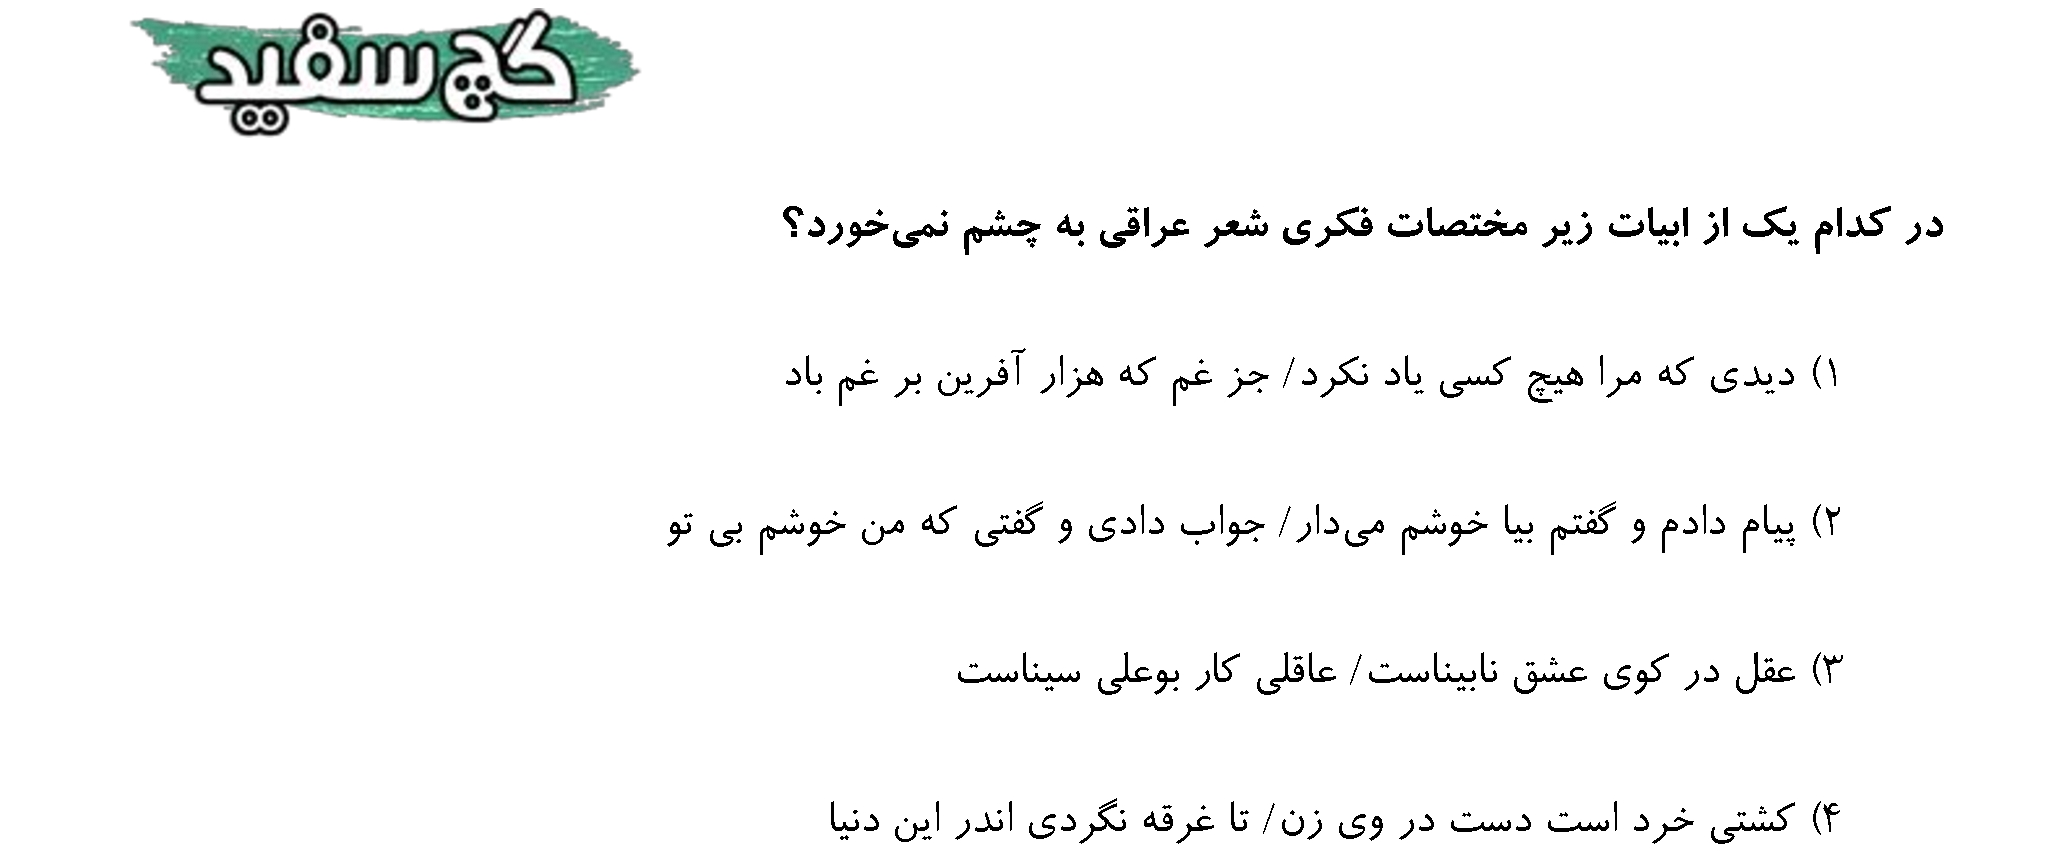 گچ سفید
در کدام یک از ابیات زیر مختصات فکری شعر عراقی به چشم نمی‌خورد؟
۱) دیدی که مرا هیچ کسی یاد نکرد/ جز غم که هزار آفرین بر غم باد
۲) پیام دادم و گفتم بیا خوشم می‌دار/ جواب دادی و گفتی که من خوشم بی تو
۳) عقل در کوی عشق نابیناست/ عاقلی کار بوعلی سیناست
۴) کشتی خرد است دست در وی زن/ تا غرقه نگردی اندر این دنیا